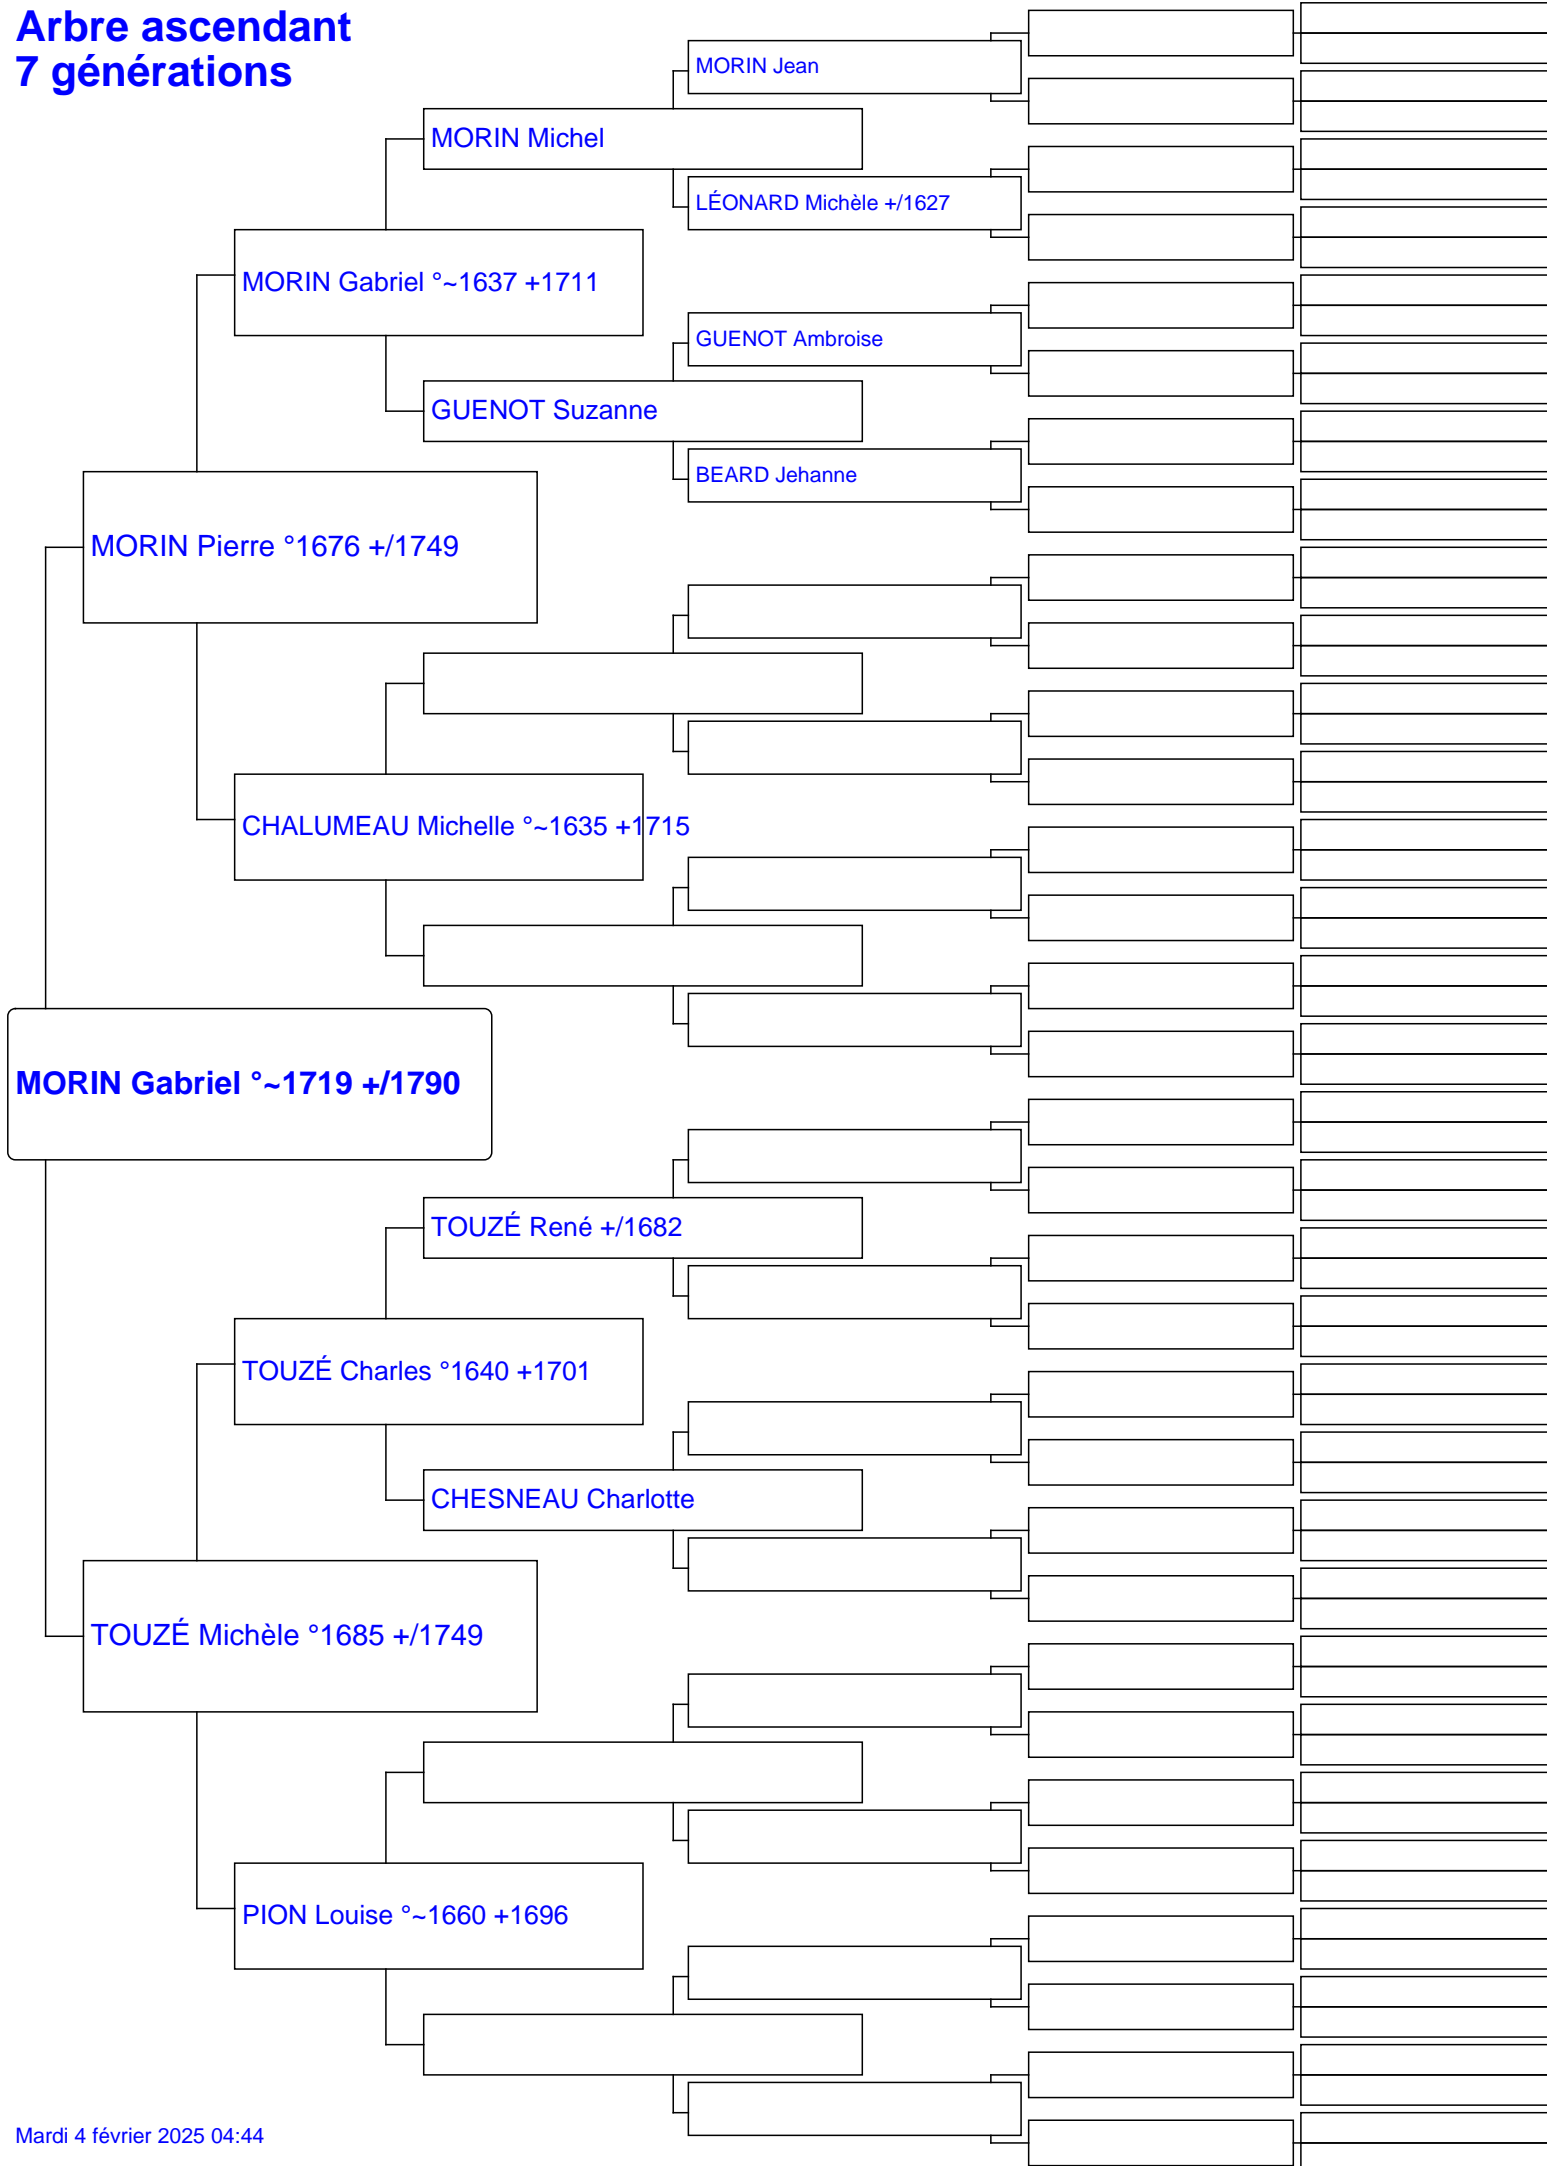 Arbre ascendant
7 générations
MORIN Jean
MORIN Michel
LÉONARD Michèle +/1627
MORIN Gabriel °~1637 +1711
GUENOT Ambroise
GUENOT Suzanne
BEARD Jehanne
MORIN Pierre °1676 +/1749
CHALUMEAU Michelle °~1635 +1715
MORIN Gabriel °~1719 +/1790
TOUZÉ René +/1682
TOUZÉ Charles °1640 +1701
CHESNEAU Charlotte
TOUZÉ Michèle °1685 +/1749
PION Louise °~1660 +1696
Mardi 4 février 2025 04:44